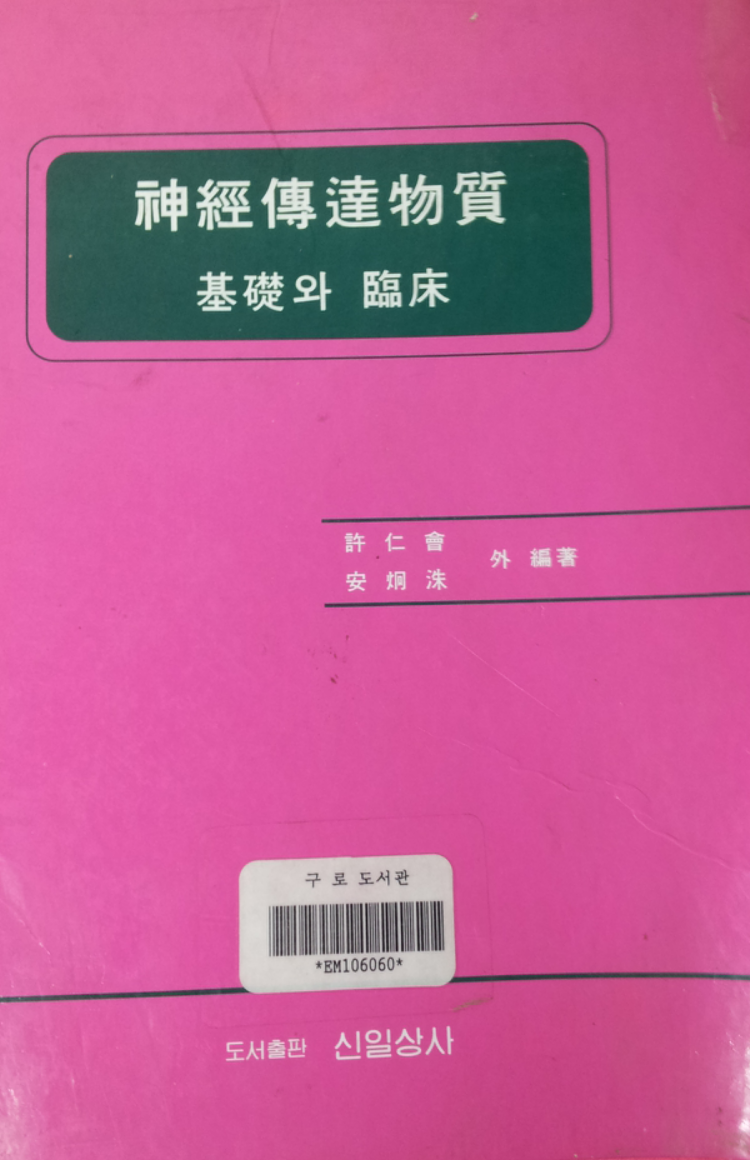 神經傳達物質
基礎와 臨床
許仁會
安炯洙
外 編著
구로도서관
*EM106060*
도서출판 신일상사